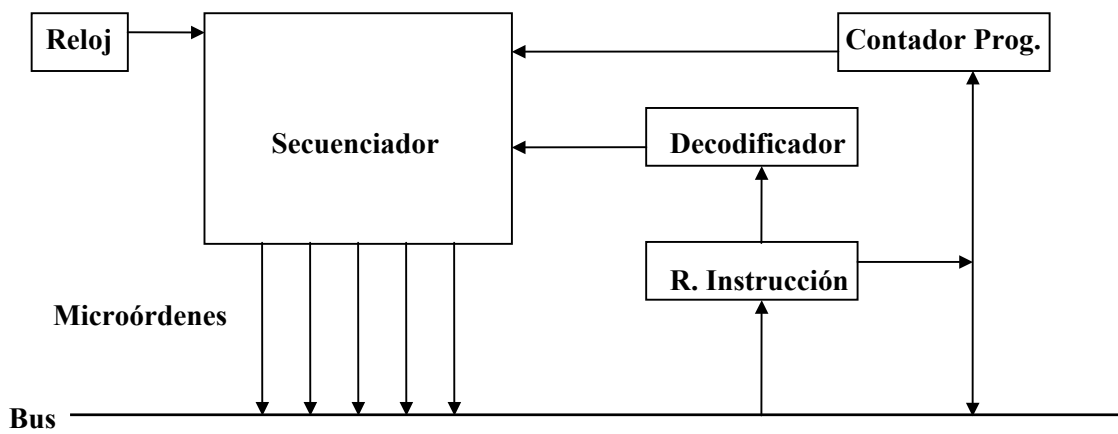 Reloj
Contador Prog.
Secuenciador
Decodificador
R. Instrucción
Microórdenes
Bus